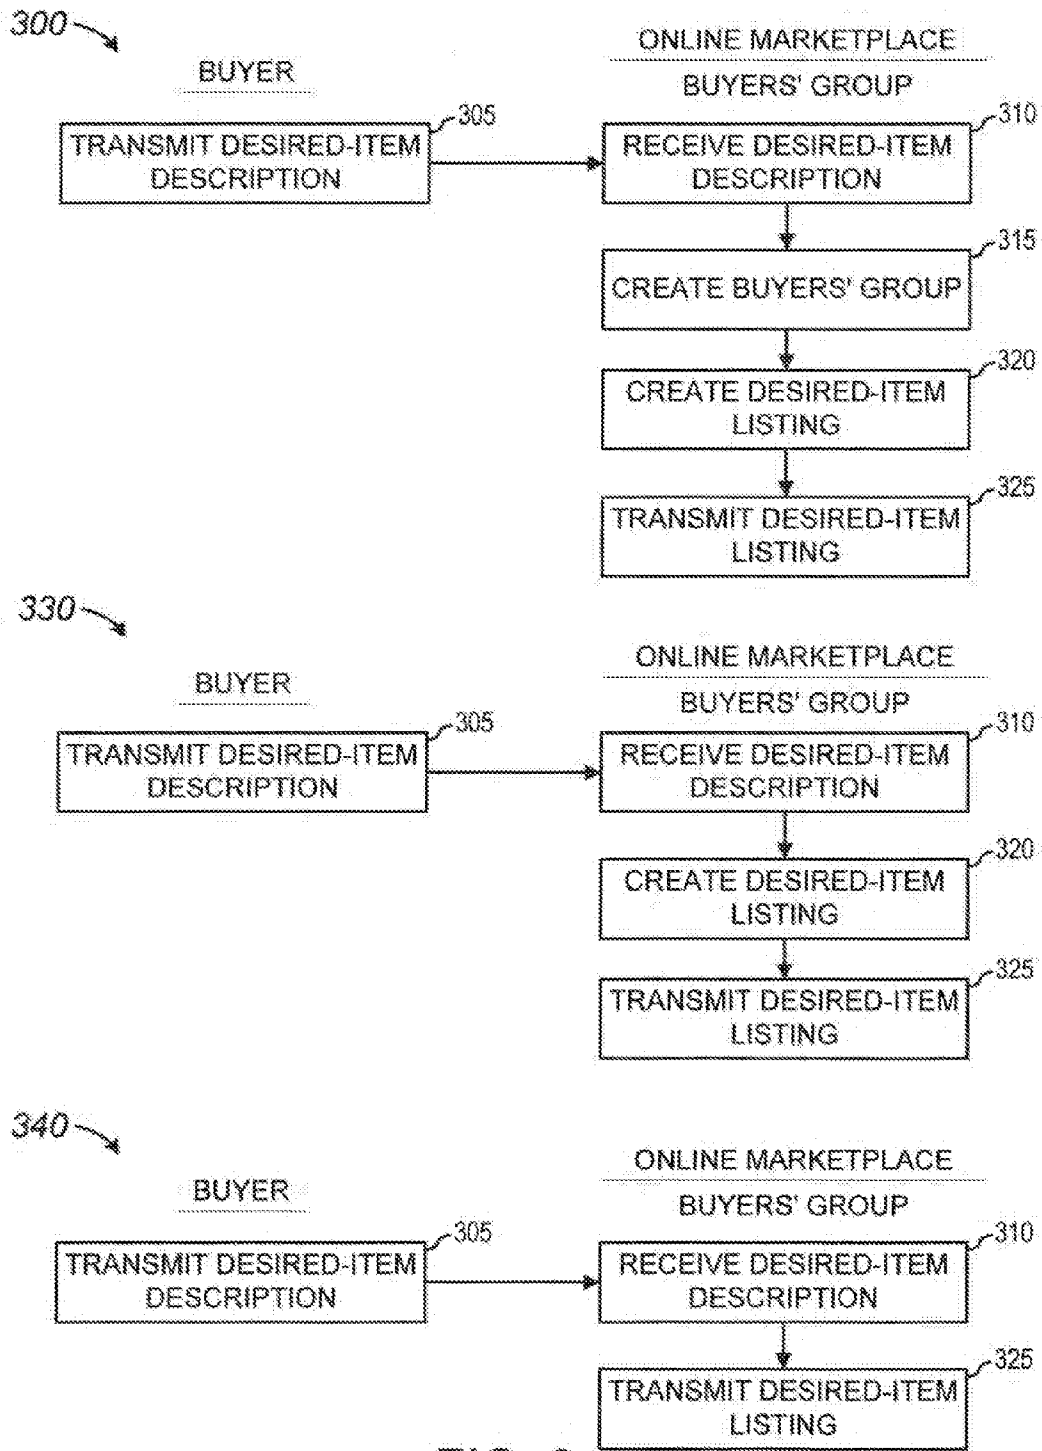 300
BUYER
ONLINE MARKETPLACE
BUYERS' GROUP
305
TRANSMIT DESIRED-ITEM
DESCRIPTION
310
RECEIVE DESIRED-ITEM
DESCRIPTION
315
CREATE BUYERS' GROUP
320
CREATE DESIRED-ITEM
LISTING
325
TRANSMIT DESIRED-ITEM
LISTING
330
BUYER
ONLINE MARKETPLACE
BUYERS' GROUP
305
TRANSMIT DESIRED-ITEM
DESCRIPTION
310
RECEIVE DESIRED-ITEM
DESCRIPTION
320
CREATE DESIRED-ITEM
LISTING
325
TRANSMIT DESIRED-ITEM
LISTING
340
BUYER
ONLINE MARKETPLACE
BUYERS' GROUP
305
TRANSMIT DESIRED-ITEM
DESCRIPTION
310
RECEIVE DESIRED-ITEM
DESCRIPTION
325
TRANSMIT DESIRED-ITEM
LISTING